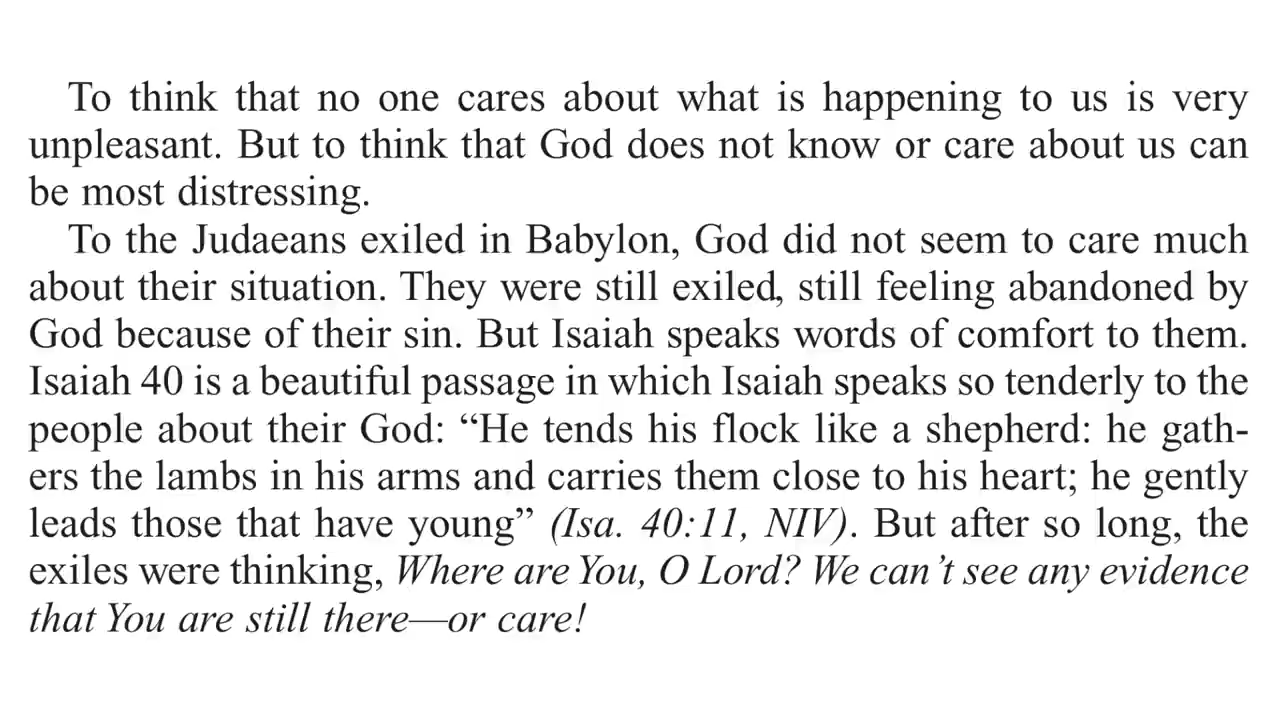 To think that no one cares about what is happening to us is very
unpleasant. But to think that God does not know or care about us can
be most distressing.
To the Judaeans exiled in Babylon, God did not seem to care much
about their situation. They were still exiled, still feeling abandoned by
God because of their sin. But Isaiah speaks words of comfort to them.
Isaiah 40 is a beautiful passage in which Isaiah speaks so tenderly to the
people about their God: “He tends his flock like a shepherd: he gath-
ers the lambs in his arms and carries them close to his heart; he gently
leads those that have young” (Isa. 40:11, NIV). But after so long, the
exiles were thinking, Where are You, O Lord? We can’t see any evidence
that You are still there—or care!